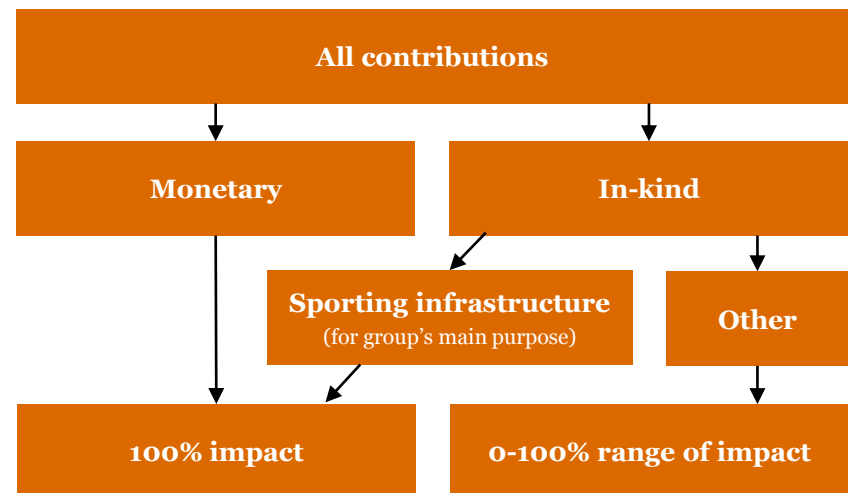 All contributions
Monetary
In-kind
Sporting infrastructure
(for group’s main purpose)
Other
100% impact
0-100% range of impact